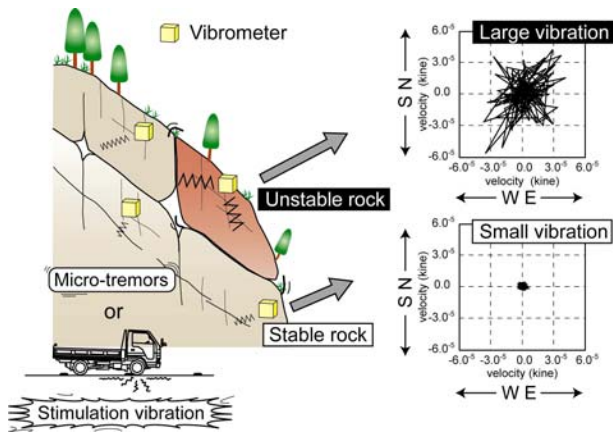 Vibrometer
Unstable rock
Micro-tremors
or
Stable rock
Stimulation vibration
Large vibration
6.0⁻⁵
3.0⁻⁵
0.0
-3.0⁻⁵
-6.0⁻⁵
S N
velocity (kine)
-6.0⁻⁵ -3.0⁻⁵ 0.0 3.0⁻⁵ 6.0⁻⁵
velocity (kine)
W E
Small vibration
6.0⁻⁵
3.0⁻⁵
0.0
-3.0⁻⁵
-6.0⁻⁵
S N
velocity (kine)
-6.0⁻⁵ -3.0⁻⁵ 0.0 3.0⁻⁵ 6.0⁻⁵
velocity (kine)
W E